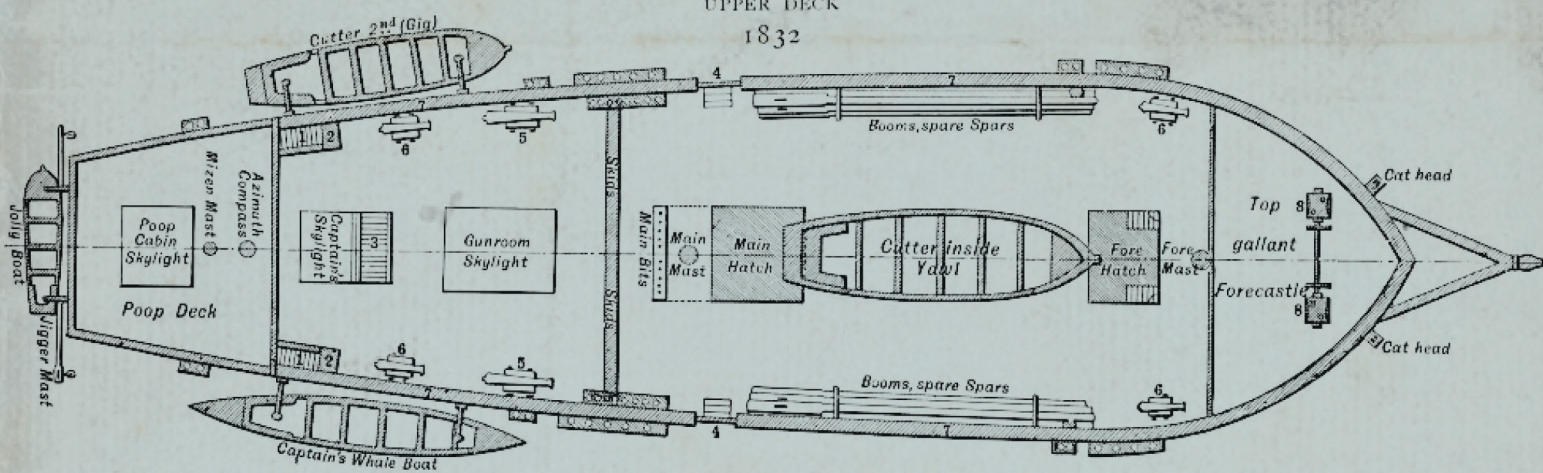 UPPER DECK
1832
Cutter 2nd (Gig)
4
7
7
Booms, spare Spars
1
2
6
5
6
Cat head
Mizen Mast
Azimuth
Compass
Skids
Top
8
Jolly Boat
Poop
Cabin
Skylight
Captain's
Skylight
3
Gunroom
Skylight
Main Bits
Main
Mast
Main
Hatch
Cutter inside
Yawl
Fore
Hatch
Fore
Mast
gallant
Poop Deck
Skids
Forecastle
8
Jigger Mast
1
2
6
5
6
Cat head
Booms, spare Spars
7
7
4
Captain's Whale Boat